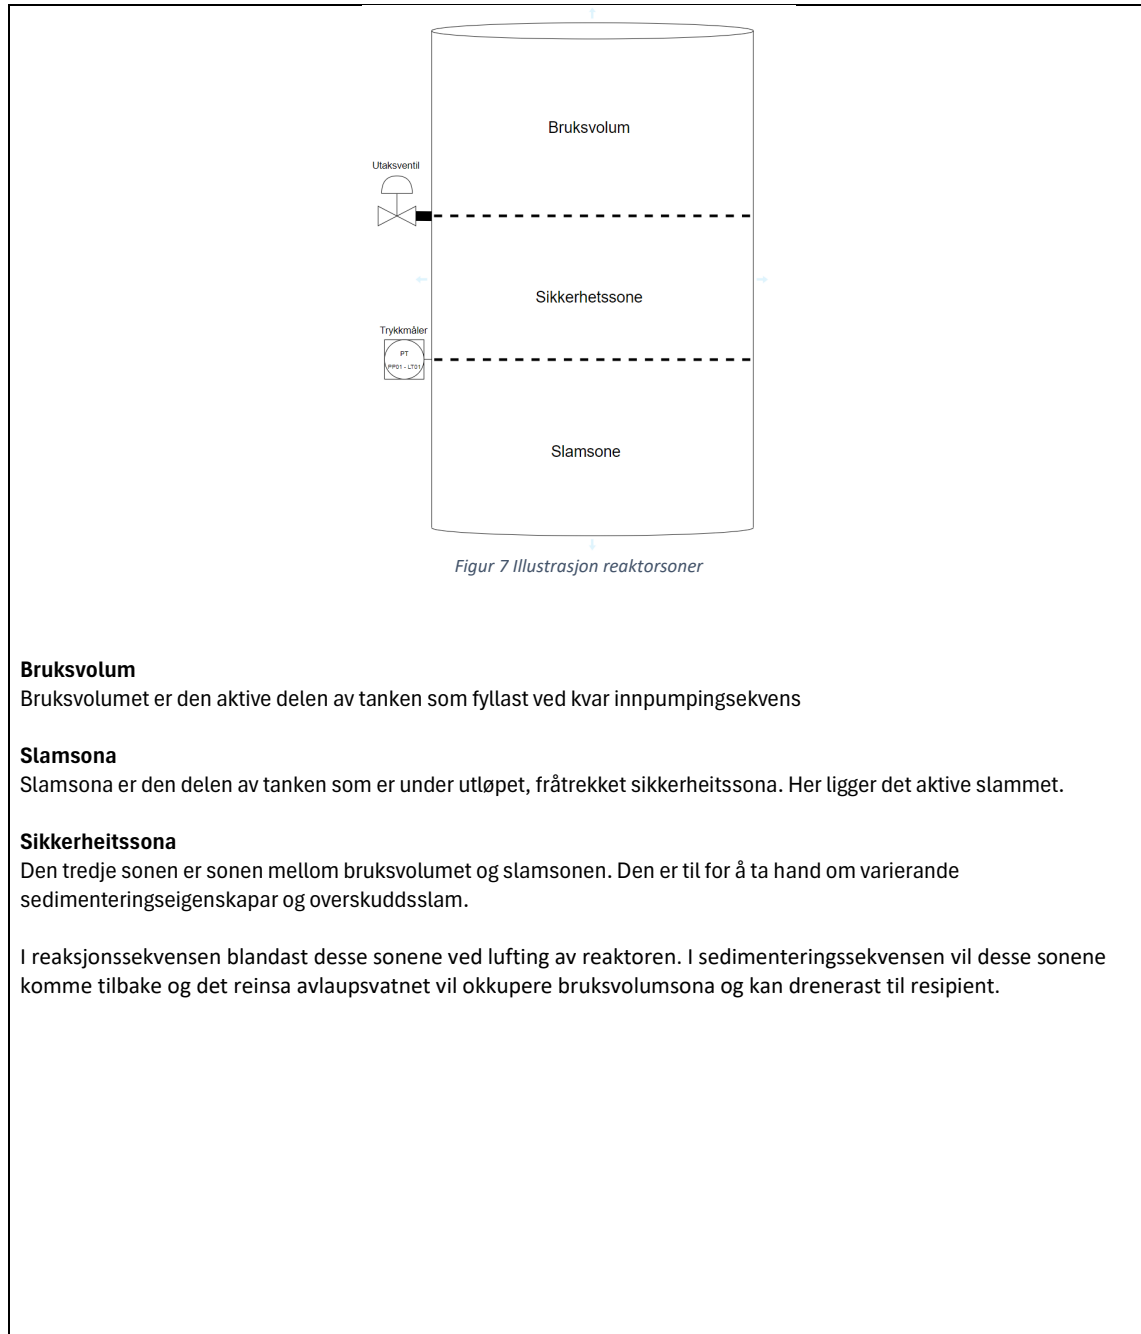 Bruksvolum
Utaksventil
Sikkerhetssone
Trykkmåler
PT
PP01 - LT01
Slamsone
Figur 7 Illustrasjon reaktorsoner
Bruksvolum
Bruksvolumet er den aktive delen av tanken som fyllast ved kvar innpumpingsekvens
Slamsona
Slamsona er den delen av tanken som er under utløpet, fråtrekket sikkerheitssona. Her ligger det aktive slammet.
Sikkerheitssona
Den tredje sonen er sonen mellom bruksvolumet og slamsonen. Den er til for å ta hand om varierande
sedimenteringseigenskapar og overskuddsslam.
I reaksjonssekvensen blandast desse sonene ved lufting av reaktoren. I sedimenteringssekvensen vil desse sonene
komme tilbake og det reinsa avlaupsvatnet vil okkupere bruksvolumsona og kan drenerast til resipient.